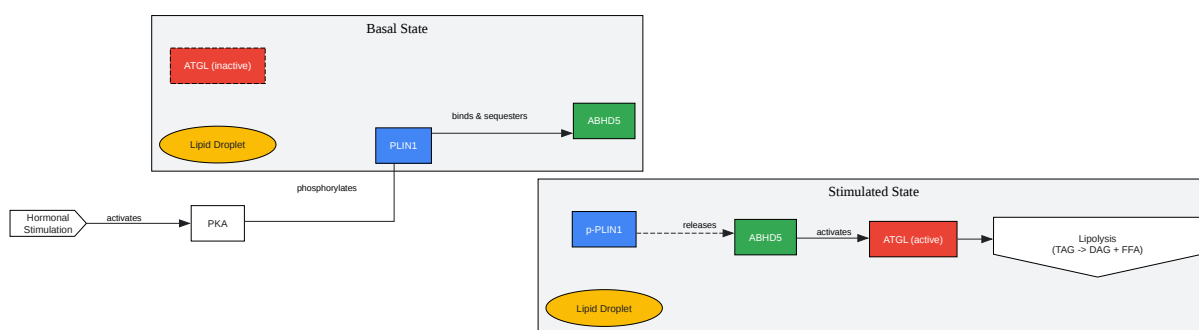 Basal State
ATGL (inactive)
binds & sequesters
ABHD5
Lipid Droplet
PLIN1
phosphorylates
Hormonal
Stimulation
activates
PKA
Stimulated State
p-PLIN1
releases
ABHD5
activates
ATGL (active)
Lipolysis
(TAG -> DAG + FFA)
Lipid Droplet